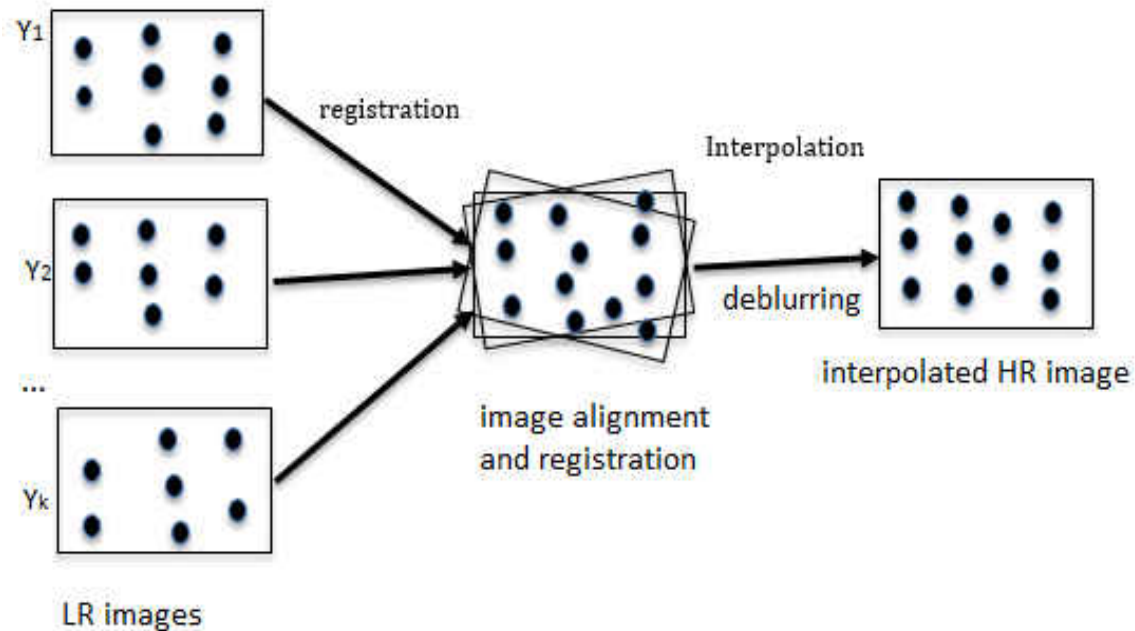 Y1
registration
Interpolation
Y2
deblurring
...
interpolated HR image
image alignment
and registration
Yk
LR images